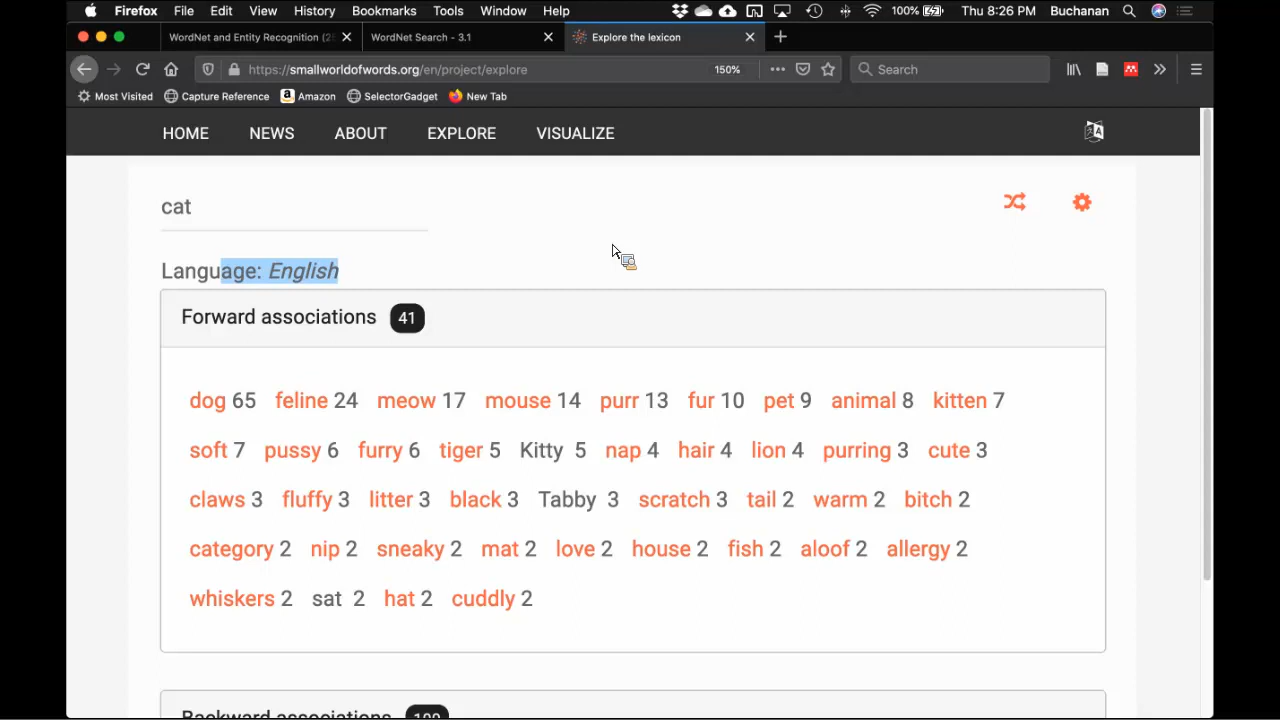 Firefox File Edit View History Bookmarks Tools Window Help 100% Thu 8:26 PM Buchanan
WordNet and Entity Recognition (2 WordNet Search - 3.1 Explore the lexicon
https://smallworldofwords.org/en/project/explore 150% Search
Most Visited Capture Reference Amazon SelectorGadget New Tab
HOME NEWS ABOUT EXPLORE VISUALIZE
cat
Language: English
Forward associations 41
dog 65 feline 24 meow 17 mouse 14 purr 13 fur 10 pet 9 animal 8 kitten 7
soft 7 pussy 6 furry 6 tiger 5 Kitty 5 nap 4 hair 4 lion 4 purring 3 cute 3
claws 3 fluffy 3 litter 3 black 3 Tabby 3 scratch 3 tail 2 warm 2 bitch 2
category 2 nip 2 sneaky 2 mat 2 love 2 house 2 fish 2 aloof 2 allergy 2
whiskers 2 sat 2 hat 2 cuddly 2
Backward associations